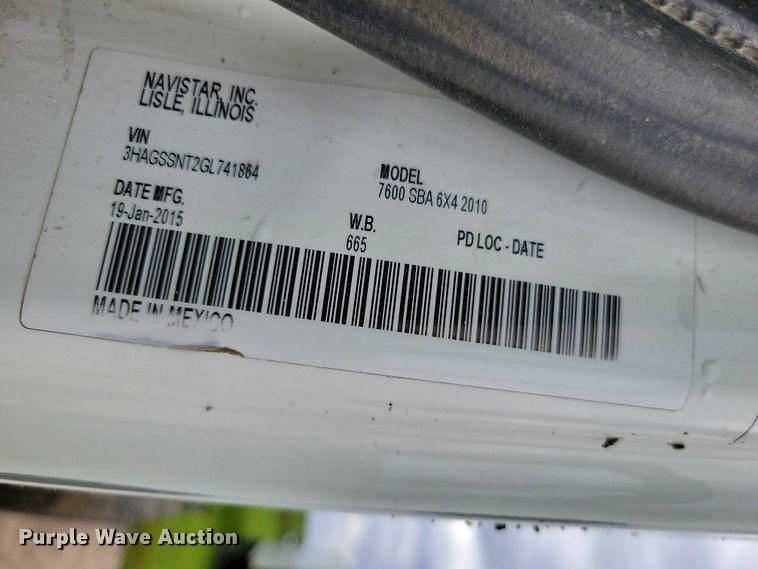 NAVISTAR, INC.
LISLE, ILLINOIS
VIN
3HAGSSNT2GL741864
MODEL
7600 SBA 6X4 2010
DATE MFG.
19-Jan-2015
W.B.
665
PD LOC - DATE
MADE IN MEXICO
Purple Wave Auction